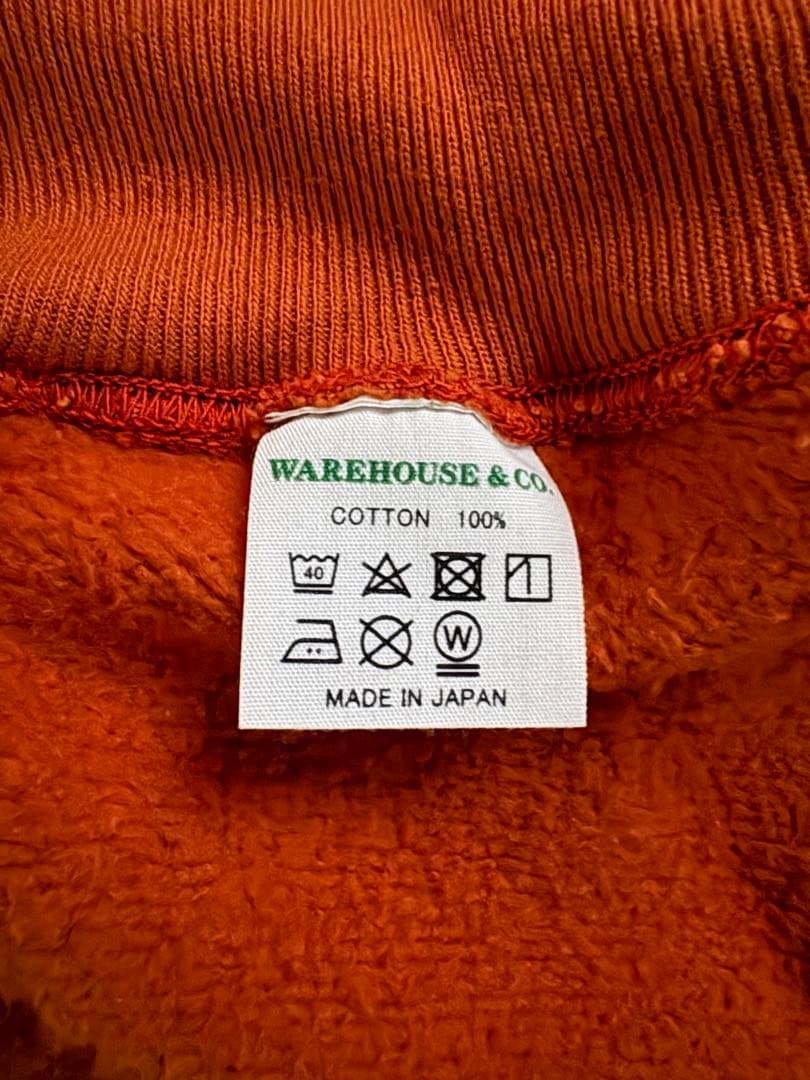 WAREHOUSE & CO.
COTTON 100%
40
W
MADE IN JAPAN